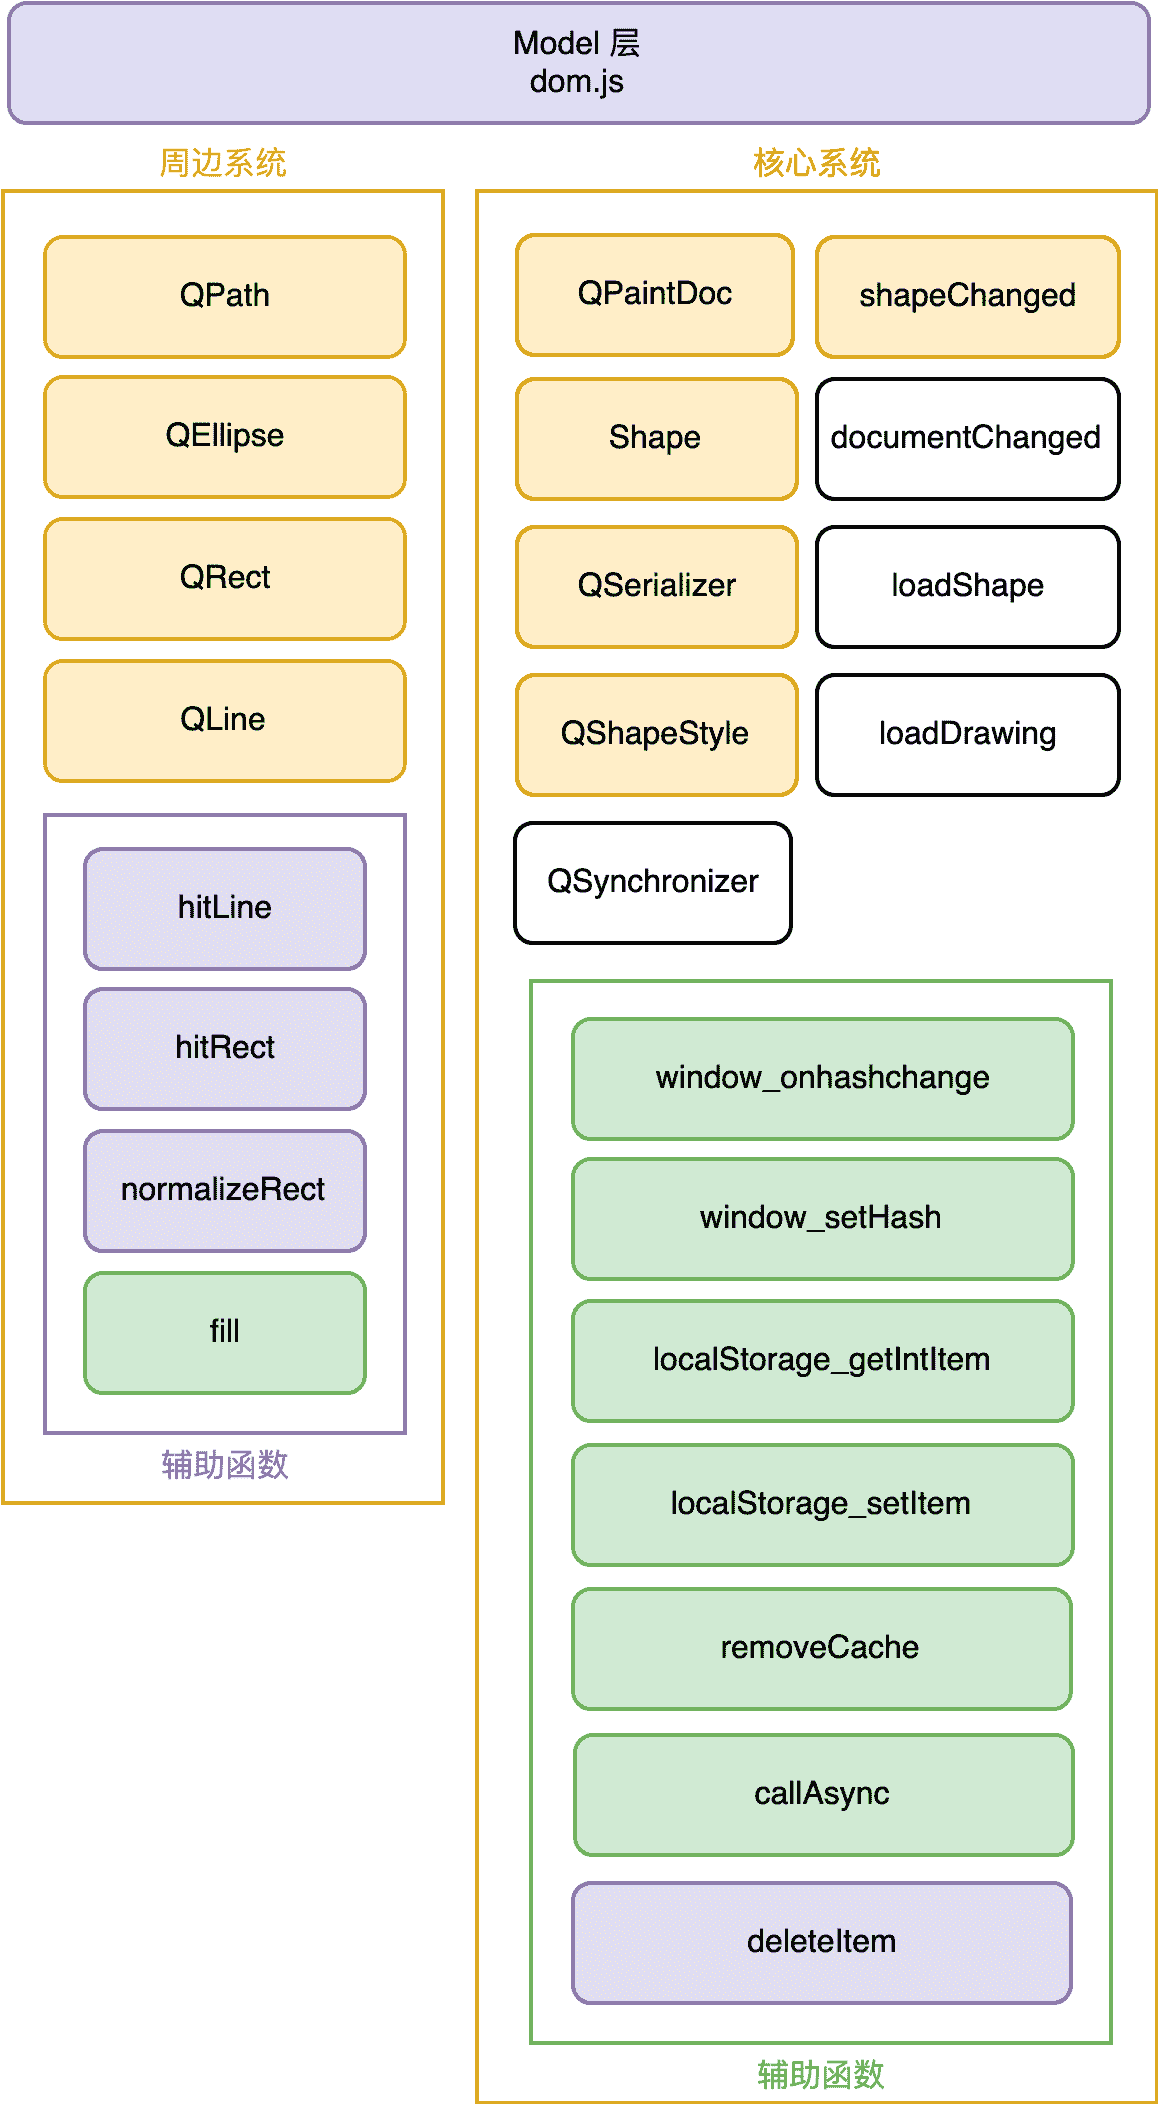 Model 层
dom.js
周边系统
QPath
QEllipse
QRect
QLine
hitLine
hitRect
normalizeRect
fill
辅助函数
核心系统
QPaintDoc
shapeChanged
Shape
documentChanged
QSerializer
loadShape
QShapeStyle
loadDrawing
QSynchronizer
window_onhashchange
window_setHash
localStorage_getIntItem
localStorage_setItem
removeCache
callAsync
deleteItem
辅助函数